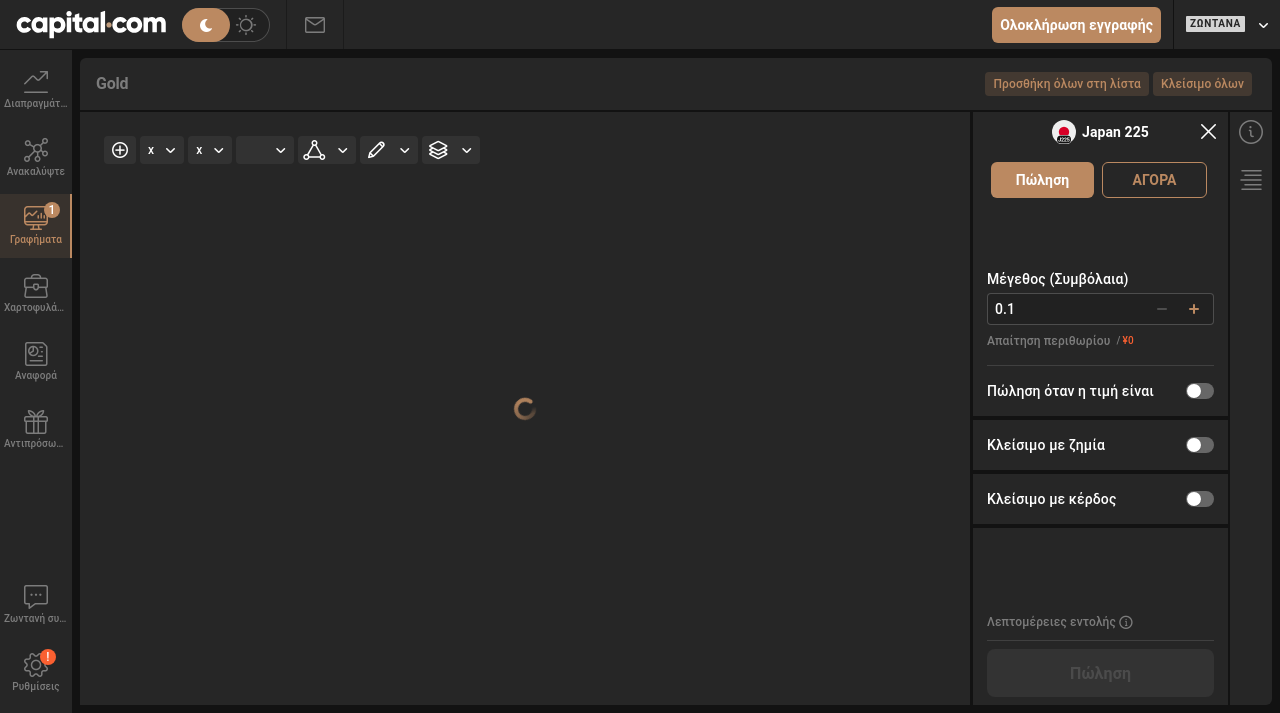 capital.com
Ολοκλήρωση εγγραφής
ΖΩΝΤΑΝΆ
Διαπραγμάτ...
Ανακαλύψτε
1
Γραφήματα
Χαρτοφυλά...
Αναφορά
Αντιπρόσω...
Ζωντανή συ...
!
Ρυθμίσεις
Gold
Προσθήκη όλων στη λίστα
Κλείσιμο όλων
x
x
Japan 225
Πώληση
ΑΓΟΡΑ
Μέγεθος (Συμβόλαια)
0.1
Απαίτηση περιθωρίου / ¥0
Πώληση όταν η τιμή είναι
Κλείσιμο με ζημία
Κλείσιμο με κέρδος
Λεπτομέρειες εντολής
Πώληση